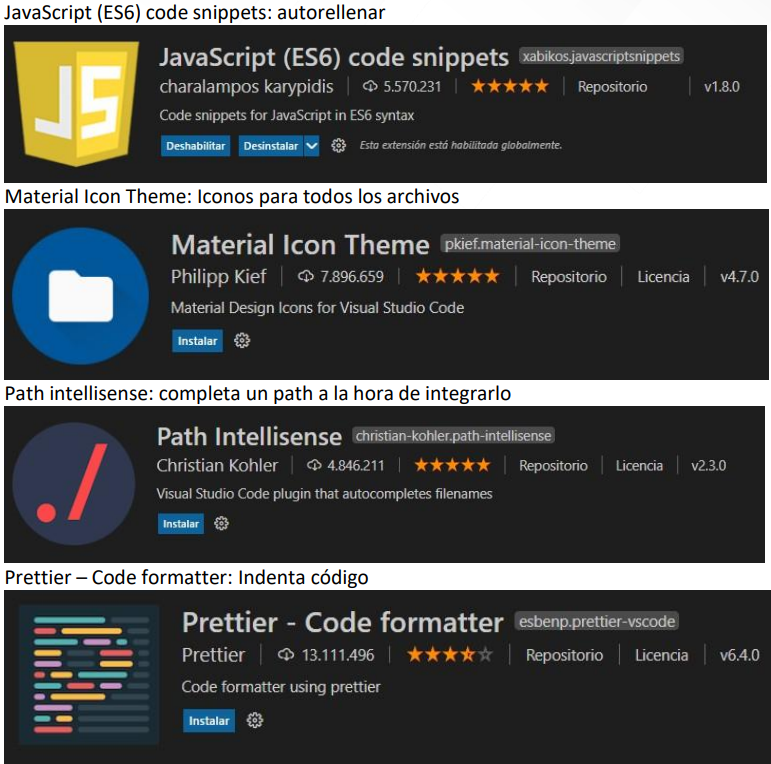 JavaScript (ES6) code snippets: autorellenar
JS
JavaScript (ES6) code snippets xabikos.javascriptsnippets
charalampos karypidis 5.570.231 ★★★★★ Repositorio v1.8.0
Code snippets for JavaScript in ES6 syntax
Deshabilitar Desinstalar Esta extensión está habilitada globalmente.
Material Icon Theme: Iconos para todos los archivos
Material Icon Theme pkief.material-icon-theme
Philipp Kief 7.896.659 ★★★★★ Repositorio Licencia v4.7.0
Material Design Icons for Visual Studio Code
Instalar
Path intellisense: completa un path a la hora de integrarlo
./
Path Intellisense christian-kohler.path-intellisense
Christian Kohler 4.846.211 ★★★★★ Repositorio Licencia v2.3.0
Visual Studio Code plugin that autocompletes filenames
Instalar
Prettier – Code formatter: Indenta código
Prettier - Code formatter esbenp.prettier-vscode
Prettier 13.111.496 Repositorio Licencia v6.4.0
Code formatter using prettier
Instalar